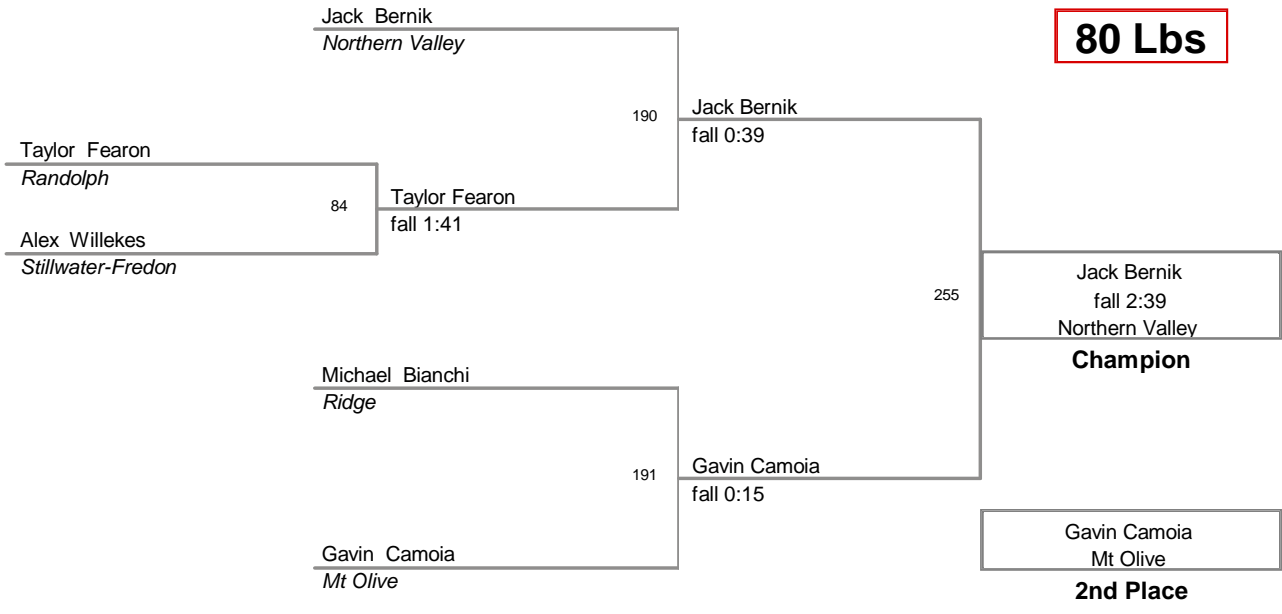 Jack Bernik
Northern Valley
80 Lbs
190
Jack Bernik
fall 0:39
Taylor Fearon
Randolph
84
Taylor Fearon
fall 1:41
Alex Willekes
Stillwater-Fredon
255
Jack Bernik
fall 2:39
Northern Valley
Champion
Michael Bianchi
Ridge
191
Gavin Camoia
fall 0:15
Gavin Camoia
Mt Olive
Gavin Camoia
Mt Olive
2nd Place